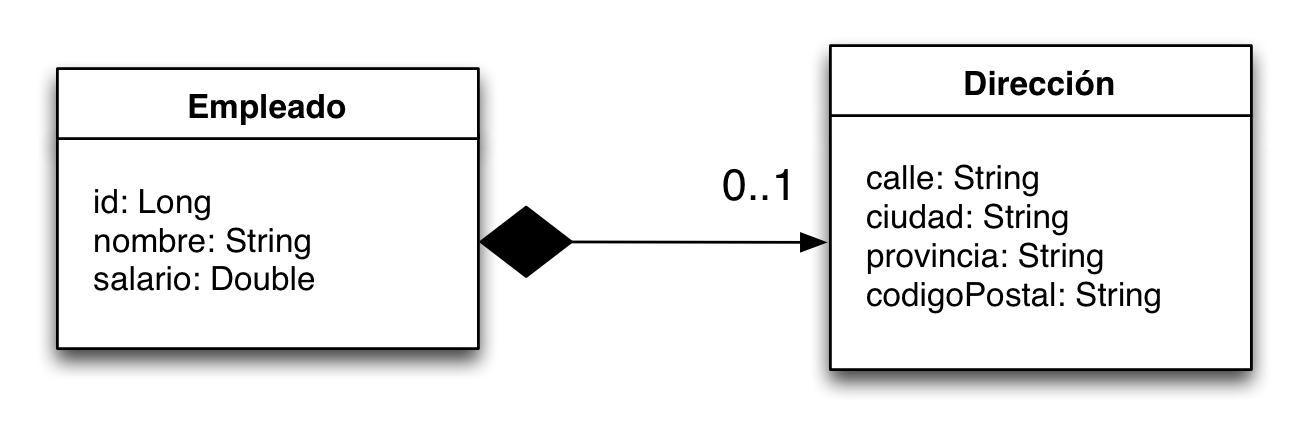 Empleado
id: Long
nombre: String
salario: Double
0..1
Dirección
calle: String
ciudad: String
provincia: String
codigoPostal: String